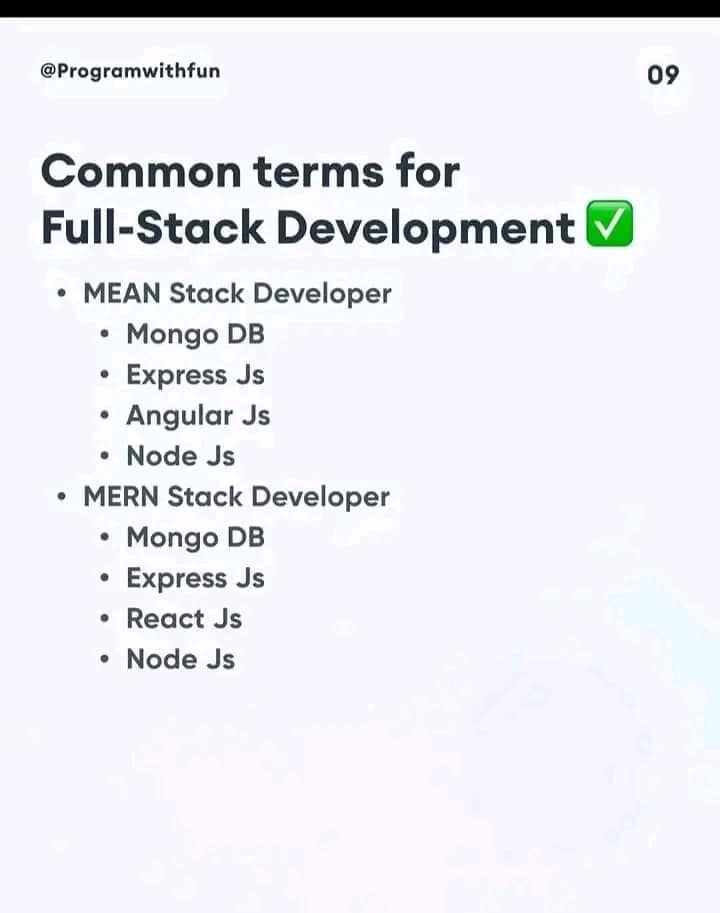 @Programwithfun
09
Common terms for
Full-Stack Development ✅
• MEAN Stack Developer
• Mongo DB
• Express Js
• Angular Js
• Node Js
• MERN Stack Developer
• Mongo DB
• Express Js
• React Js
• Node Js